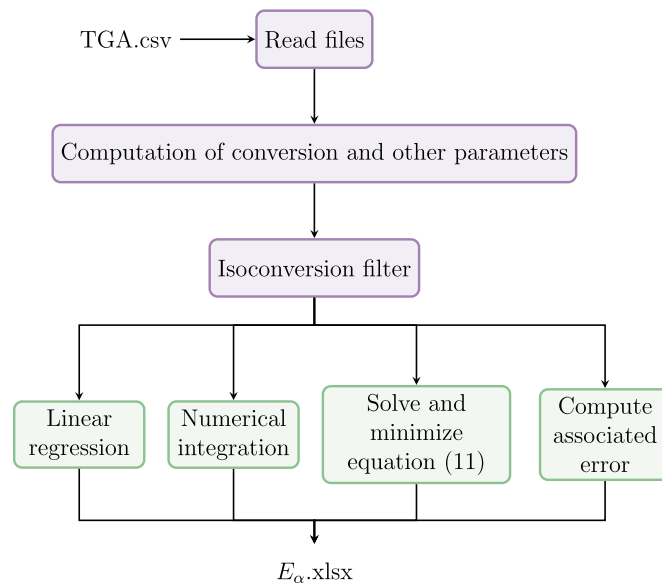 TGA.csv
Read files
Computation of conversion and other parameters
Isoconversion filter
Linear
regression
Numerical
integration
Solve and
minimize
equation (11)
Compute
associated
error
E_α.xlsx